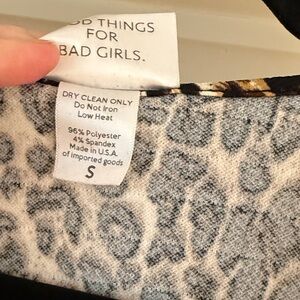 THINGS
FOR
BAD GIRLS.
DRY CLEAN ONLY
Do Not Iron
Low Heat
96% Polyester
4% Spandex
Made in U.S.A.
of imported goods
S